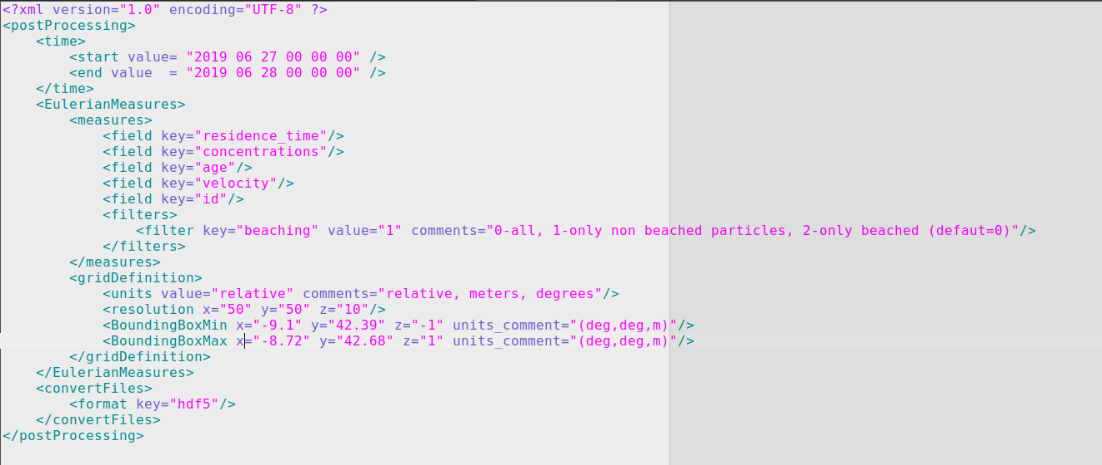 <?xml version="1.0" encoding="UTF-8" ?>
<postProcessing>
    <time>
        <start value= "2019 06 27 00 00 00" />
        <end value  = "2019 06 28 00 00 00" />
    </time>
    <EulerianMeasures>
        <measures>
            <field key="residence_time"/>
            <field key="concentrations"/>
            <field key="age"/>
            <field key="velocity"/>
            <field key="id"/>
            <filters>
                <filter key="beaching" value="1" comments="0-all, 1-only non beached particles, 2-only beached (defaut=0)"/>
            </filters>
        </measures>
        <gridDefinition>
            <units value="relative" comments="relative, meters, degrees"/>
            <resolution x="50" y="50" z="10"/>
            <BoundingBoxMin x="-9.1" y="42.39" z="-1" units_comment="(deg,deg,m)"/>
            <BoundingBoxMax x="-8.72" y="42.68" z="1" units_comment="(deg,deg,m)"/>
        </gridDefinition>
    </EulerianMeasures>
    <convertFiles>
        <format key="hdf5"/>
    </convertFiles>
</postProcessing>